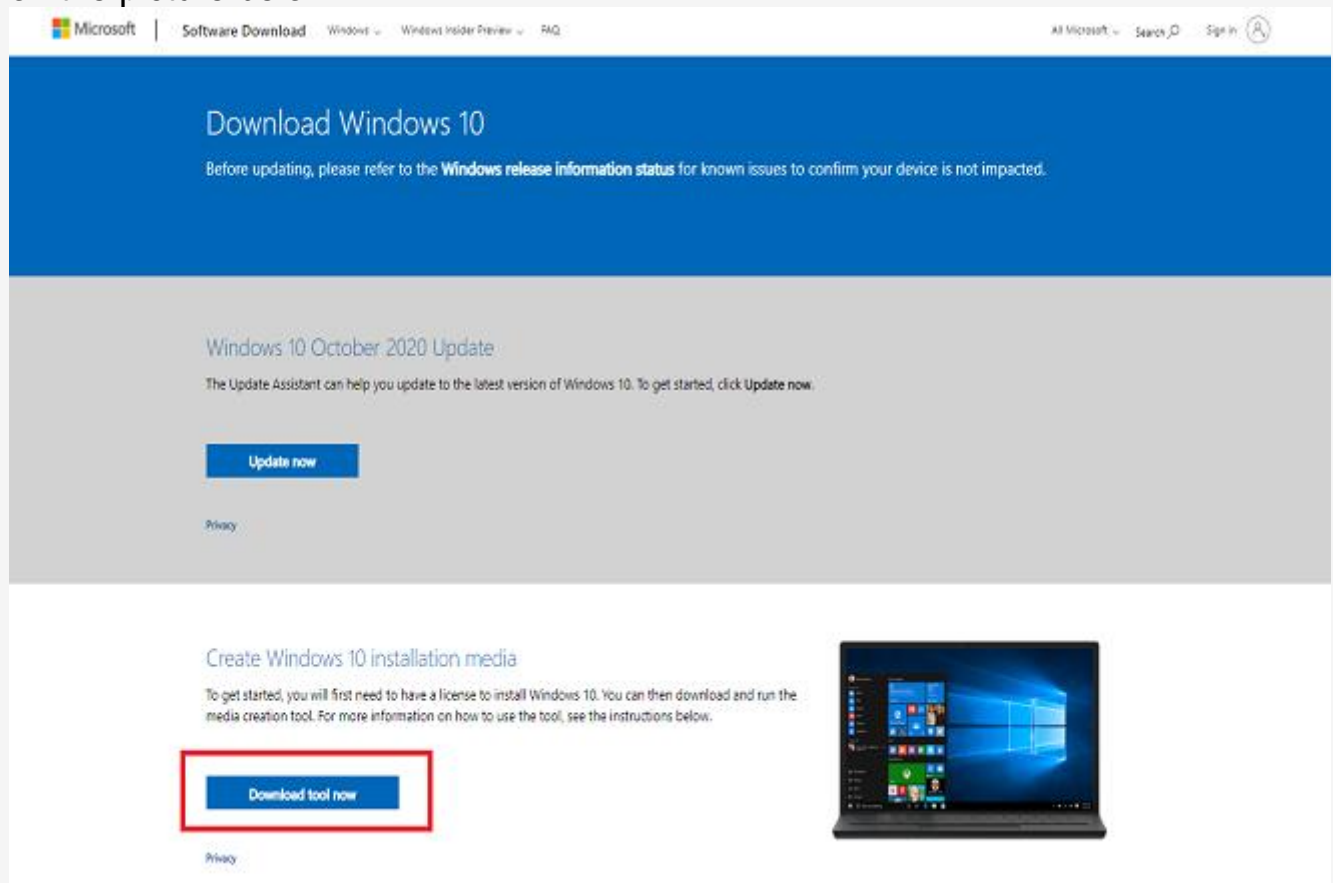 Microsoft | Software Download Windows Windows Insider Preview FAQ All Microsoft Search Sign in
Download Windows 10
Before updating, please refer to the Windows release information status for known issues to confirm your device is not impacted.
Windows 10 October 2020 Update
The Update Assistant can help you update to the latest version of Windows 10. To get started, click Update now.
Update now
Privacy
Create Windows 10 installation media
To get started, you will first need to have a license to install Windows 10. You can then download and run the
media creation tool. For more information on how to use the tool, see the instructions below.
Download tool now
Privacy